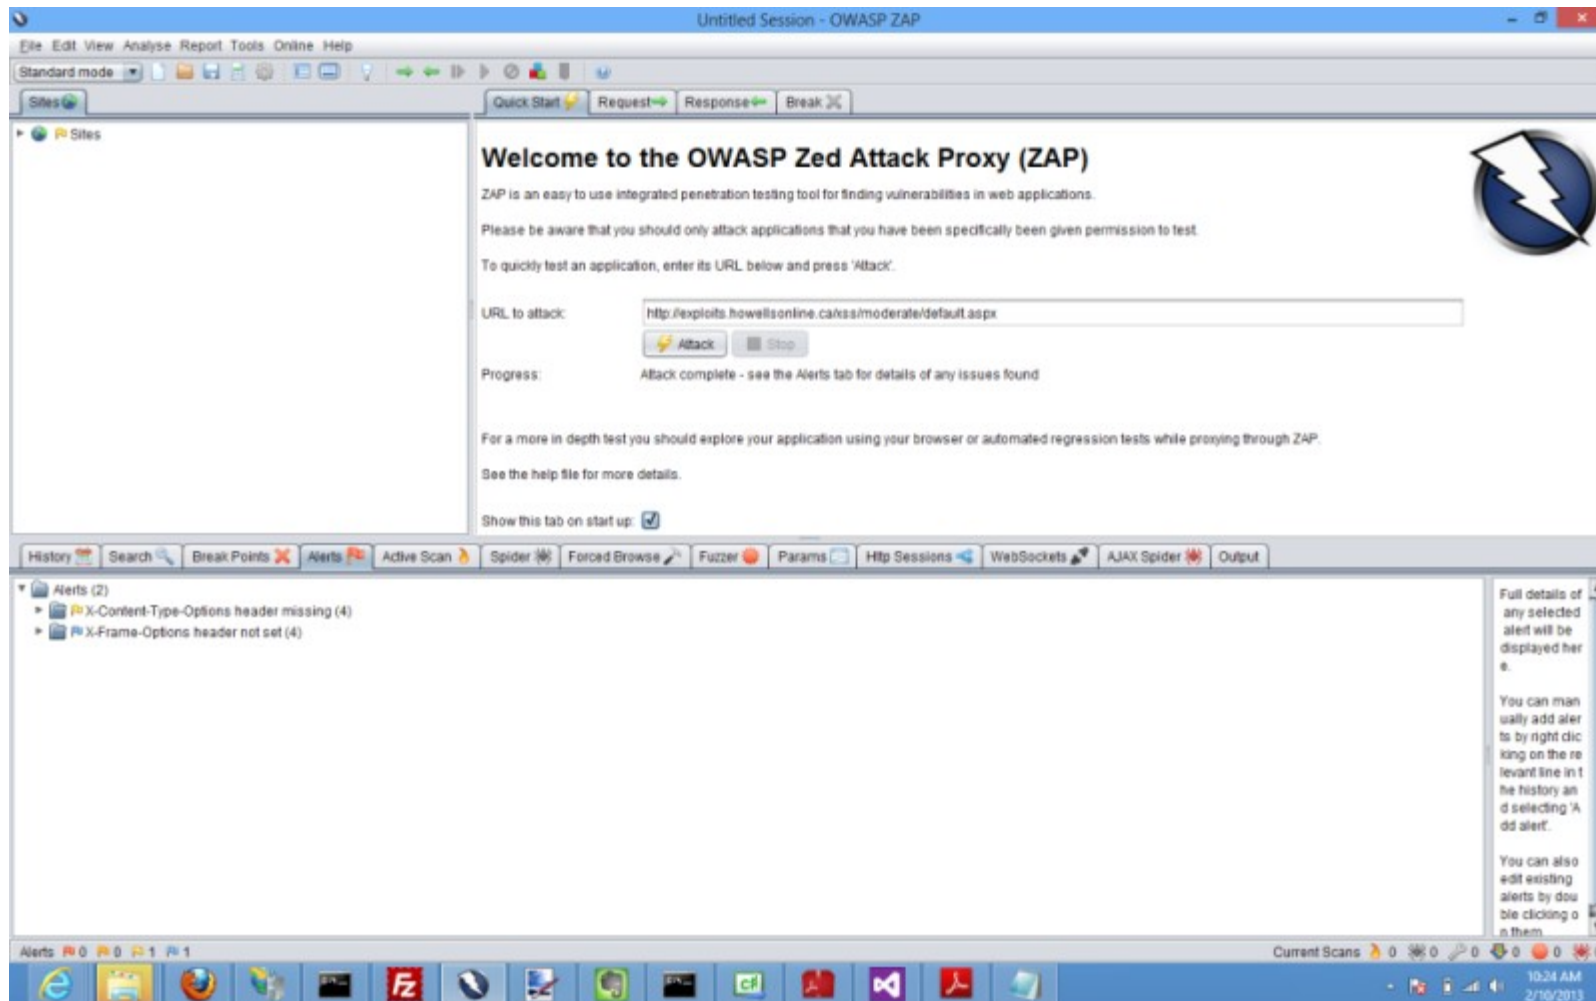 Untitled Session - OWASP ZAP
File Edit View Analyse Report Tools Online Help
Standard mode
Sites
Quick Start Request Response Break
Sites
Welcome to the OWASP Zed Attack Proxy (ZAP)
ZAP is an easy to use integrated penetration testing tool for finding vulnerabilities in web applications.
Please be aware that you should only attack applications that you have been specifically been given permission to test.
To quickly test an application, enter its URL below and press 'Attack'.
URL to attack: http://exploits.howellsonline.ca/xss/moderate/default.aspx
Attack Stop
Progress: Attack complete - see the Alerts tab for details of any issues found
For a more in depth test you should explore your application using your browser or automated regression tests while proxying through ZAP.
See the help file for more details.
Show this tab on start up:
History Search Break Points Alerts Active Scan Spider Forced Browse Fuzzer Params Http Sessions WebSockets AJAX Spider Output
Alerts (2)
X-Content-Type-Options header missing (4)
X-Frame-Options header not set (4)
Full details of
any selected
alert will be
displayed her
e.
You can man
ually add aler
ts by right clic
king on the re
levant line in t
he history an
d selecting 'A
dd alert'.
You can also
edit existing
alerts by dou
ble clicking o
n them
Alerts 0 0 1 1
Current Scans 0 0 0 0 0
Fz
C#
10:24 AM
2/10/2013